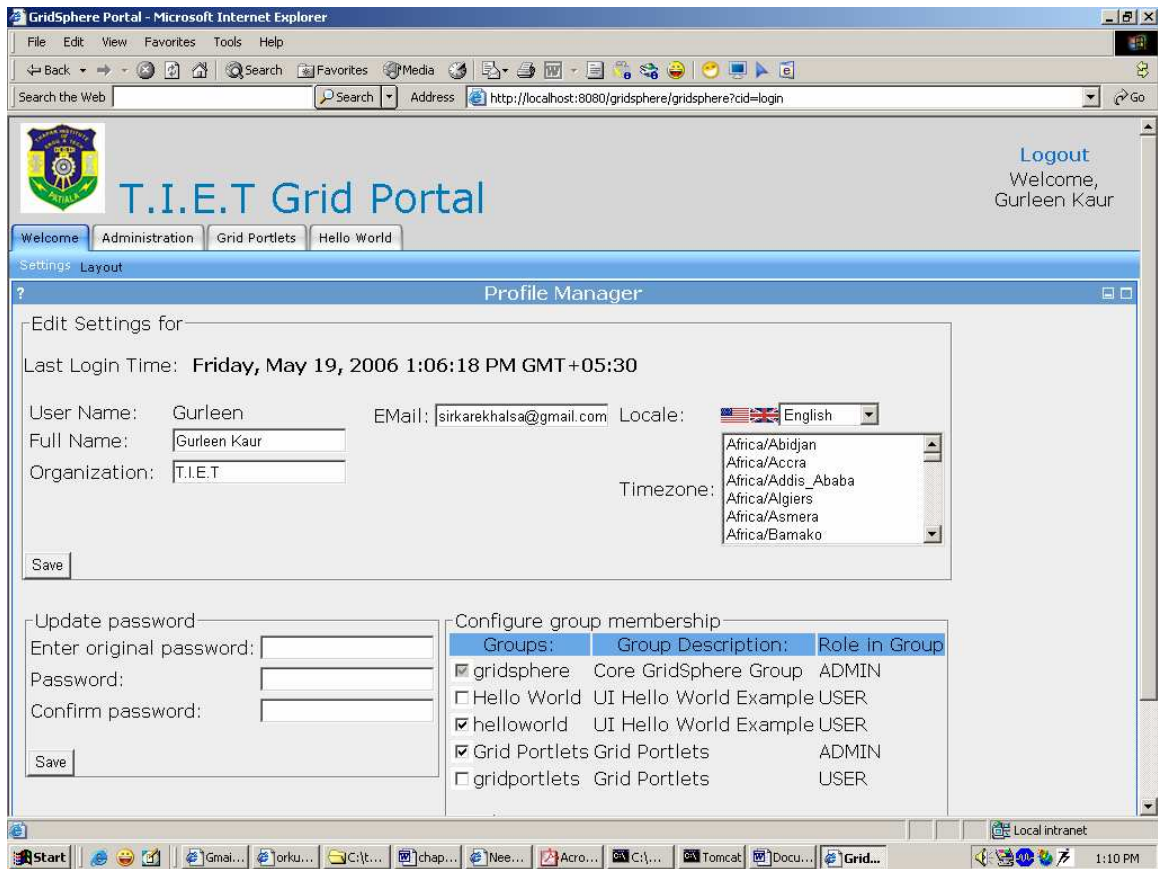 GridSphere Portal - Microsoft Internet Explorer
File Edit View Favorites Tools Help
Back Search Favorites Media
Search the Web Search Address http://localhost:8080/gridsphere/gridsphere?cid=login Go
PATIALA
T.I.E.T Grid Portal
Logout
Welcome,
Gurleen Kaur
Welcome Administration Grid Portlets Hello World
Settings Layout
? Profile Manager
Edit Settings for
Last Login Time: Friday, May 19, 2006 1:06:18 PM GMT+05:30
User Name: Gurleen EMail: sirkarekhalsa@gmail.com Locale: English
Full Name: Gurleen Kaur
Organization: T.I.E.T
Timezone:
Africa/Abidjan
Africa/Accra
Africa/Addis_Ababa
Africa/Algiers
Africa/Asmera
Africa/Bamako
Save
Update password
Enter original password:
Password:
Confirm password:
Save
Configure group membership
Groups: Group Description: Role in Group
gridsphere Core GridSphere Group ADMIN
Hello World UI Hello World Example USER
helloworld UI Hello World Example USER
Grid Portlets Grid Portlets ADMIN
gridportlets Grid Portlets USER
Local intranet
Start Gmai... orku... C:\t... chap... Nee... Acro... C:\... Tomcat Docu... Grid... 1:10 PM